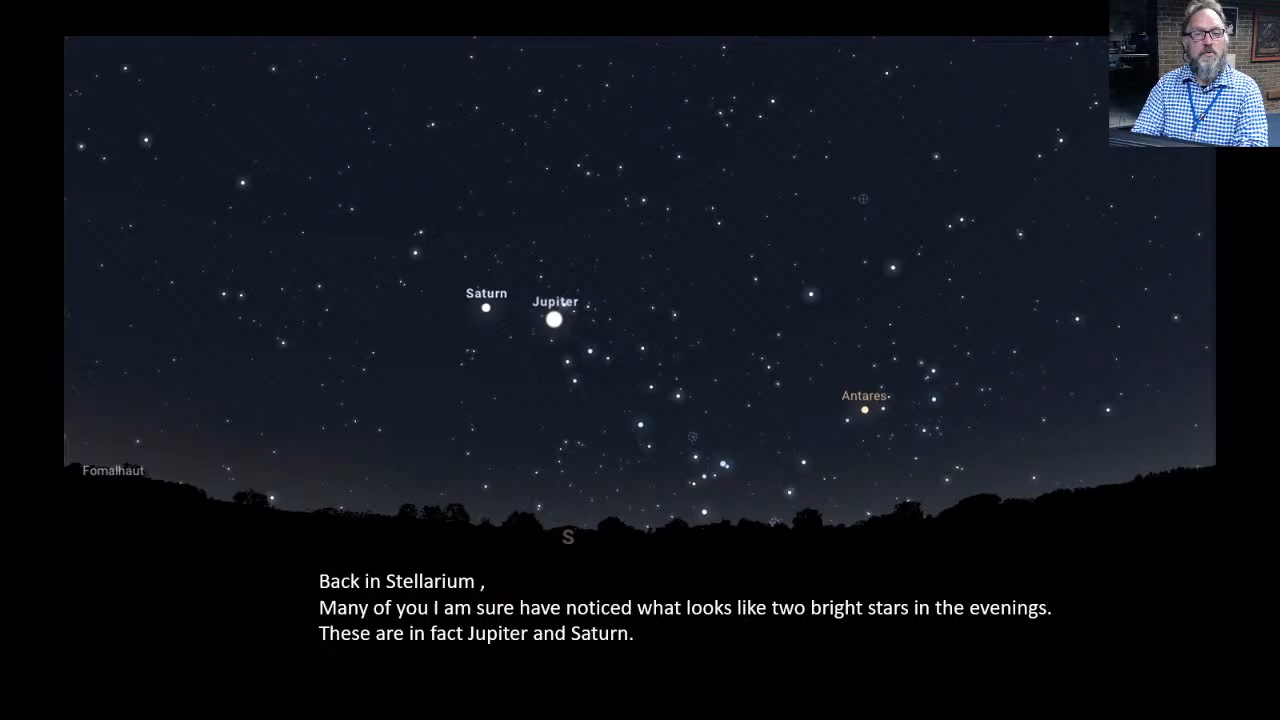 Saturn
Jupiter
Antares
Fomalhaut
S
Back in Stellarium ,
Many of you I am sure have noticed what looks like two bright stars in the evenings.
These are in fact Jupiter and Saturn.